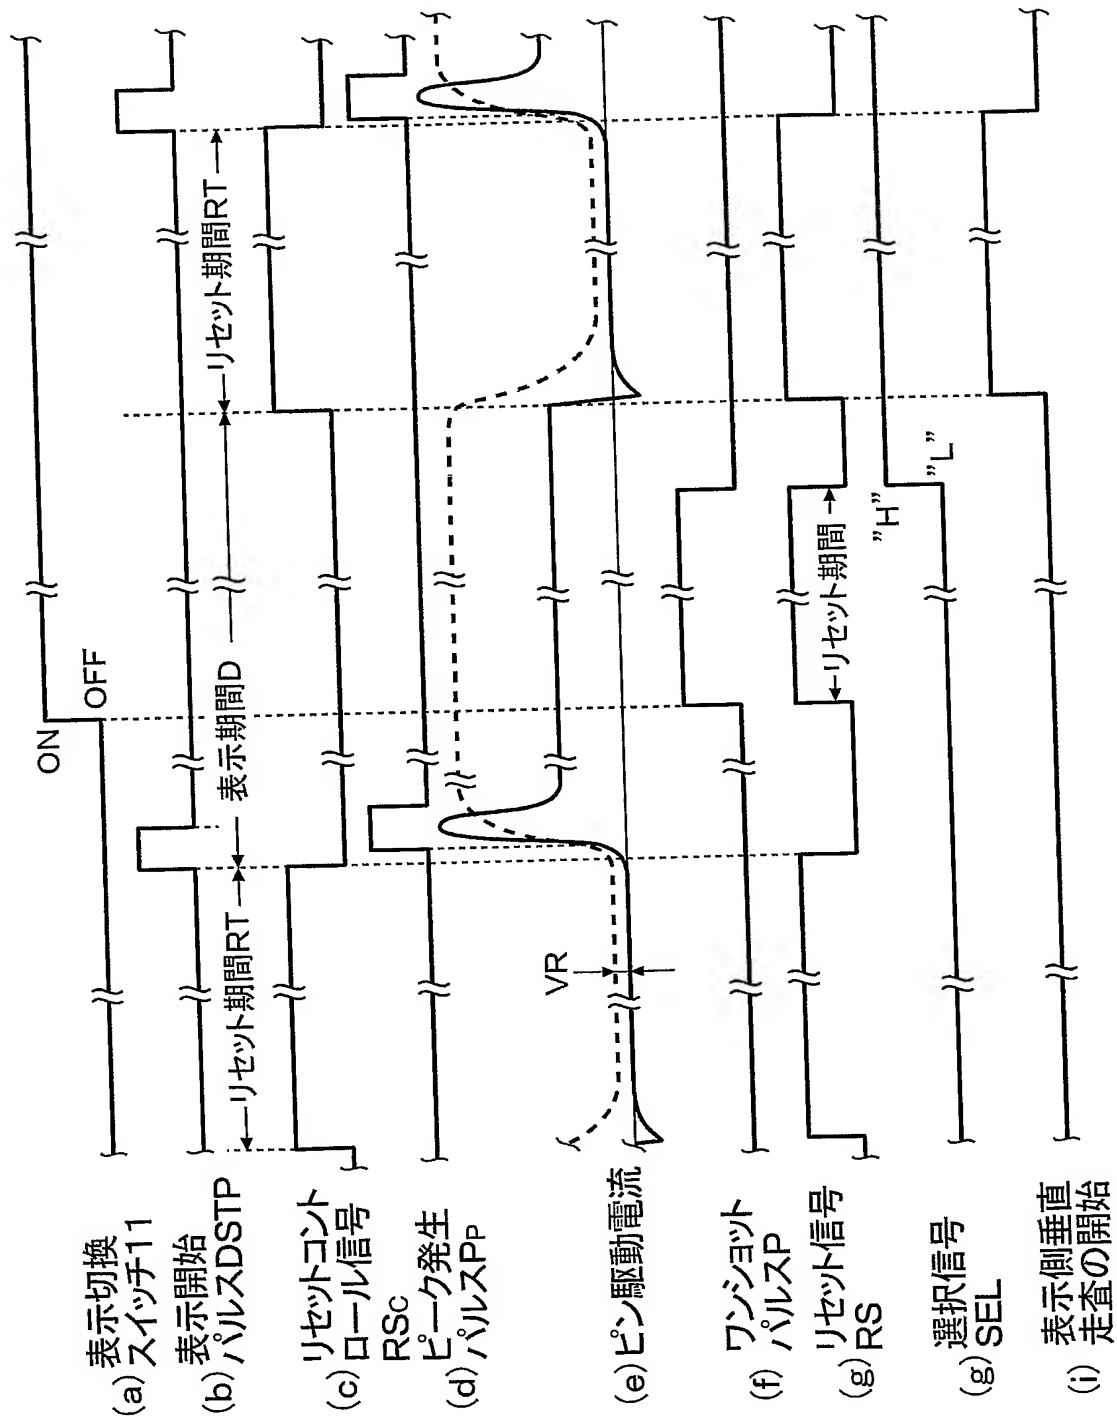 (a) 表示切換
スイッチ11
ON
OFF
(b) 表示開始
パルスDSTP
リセット期間RT
表示期間D
リセット期間RT
(c) リセットコント
ロール信号
RSC
(d) ピーク発生
パルスPP
VR
(e) ピン駆動電流
(f) ワンショット
パルスP
(g) リセット信号
RS
リセット期間
(g) 選択信号
SEL
"H"
"L"
(i) 表示側垂直
走査の開始